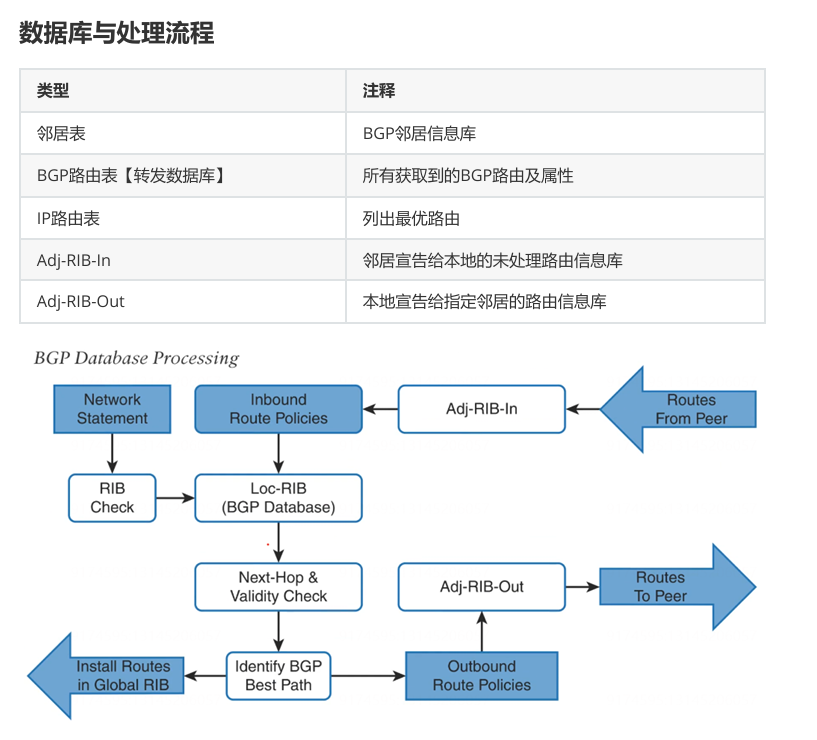 数据库与处理流程
类型 注释
邻居表 BGP邻居信息库
BGP路由表【转发数据库】 所有获取到的BGP路由及属性
IP路由表 列出最优路由
Adj-RIB-In 邻居宣告给本地的未处理路由信息库
Adj-RIB-Out 本地宣告给指定邻居的路由信息库
BGP Database Processing
Network
Statement
Inbound
Route Policies
Adj-RIB-In
Routes
From Peer
RIB
Check
Loc-RIB
(BGP Database)
Next-Hop &
Validity Check
Adj-RIB-Out
Routes
To Peer
Install Routes
in Global RIB
Identify BGP
Best Path
Outbound
Route Policies